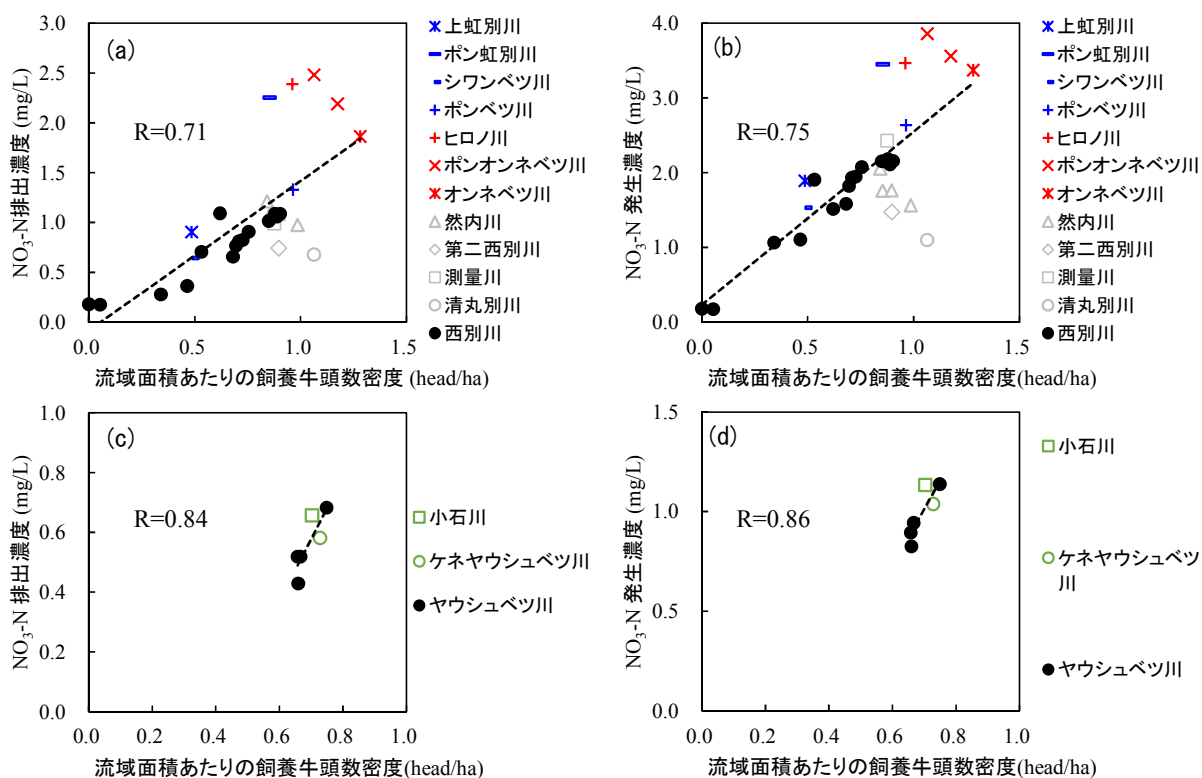 (a)
R=0.71
NO3-N排出濃度 (mg/L)
3.0
2.5
2.0
1.5
1.0
0.5
0.0
0.0 0.5 1.0 1.5
流域面積あたりの飼養牛頭数密度 (head/ha)
上虹別川
ポン虹別川
シワンベツ川
ポンベツ川
ヒロノ川
ポンオンネベツ川
オンネベツ川
然内川
第二西別川
測量川
清丸別川
西別川
(b)
R=0.75
NO3-N 発生濃度 (mg/L)
4.0
3.0
2.0
1.0
0.0
0.0 0.5 1.0 1.5
流域面積あたりの飼養牛頭数密度(head/ha)
上虹別川
ポン虹別川
シワンベツ川
ポンベツ川
ヒロノ川
ポンオンネベツ川
オンネベツ川
然内川
第二西別川
測量川
清丸別川
西別川
(c)
R=0.84
NO3-N 排出濃度 (mg/L)
1.0
0.8
0.6
0.4
0.2
0.0
0.0 0.2 0.4 0.6 0.8 1.0
流域面積あたりの飼養牛頭数密度(head/ha)
小石川
ケネヤウシュベツ川
ヤウシュベツ川
(d)
R=0.86
NO3-N 発生濃度 (mg/L)
1.5
1.0
0.5
0.0
0.0 0.2 0.4 0.6 0.8 1.0
流域面積あたりの飼養牛頭数密度(head/ha)
小石川
ケネヤウシュベツ
川
ヤウシュベツ川